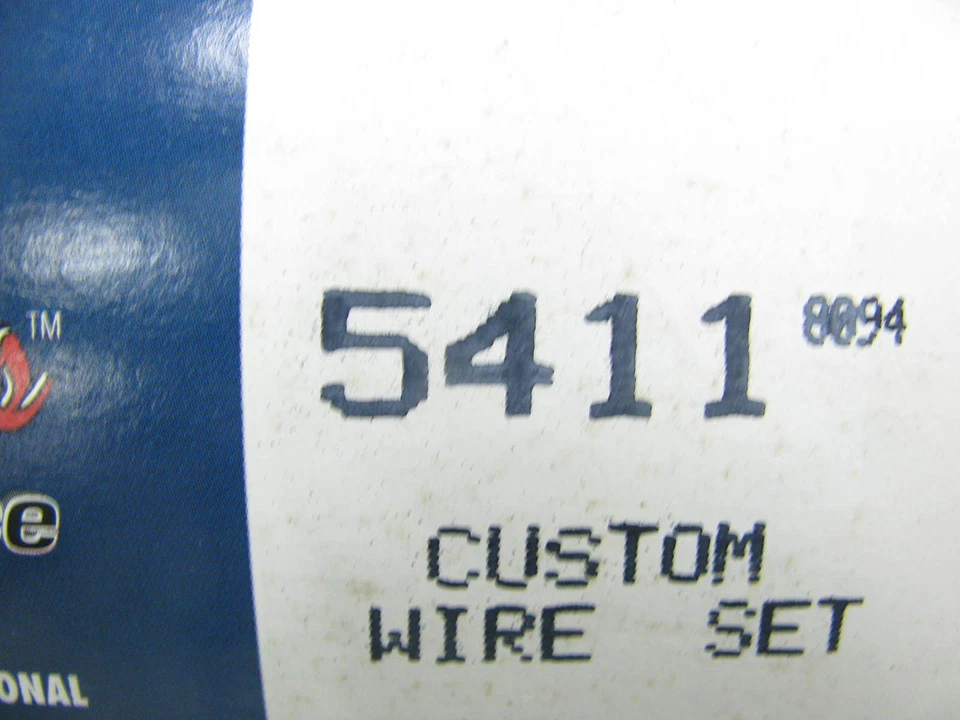 5411 8094
TM
e
CUSTOM
WIRE SET
ONAL